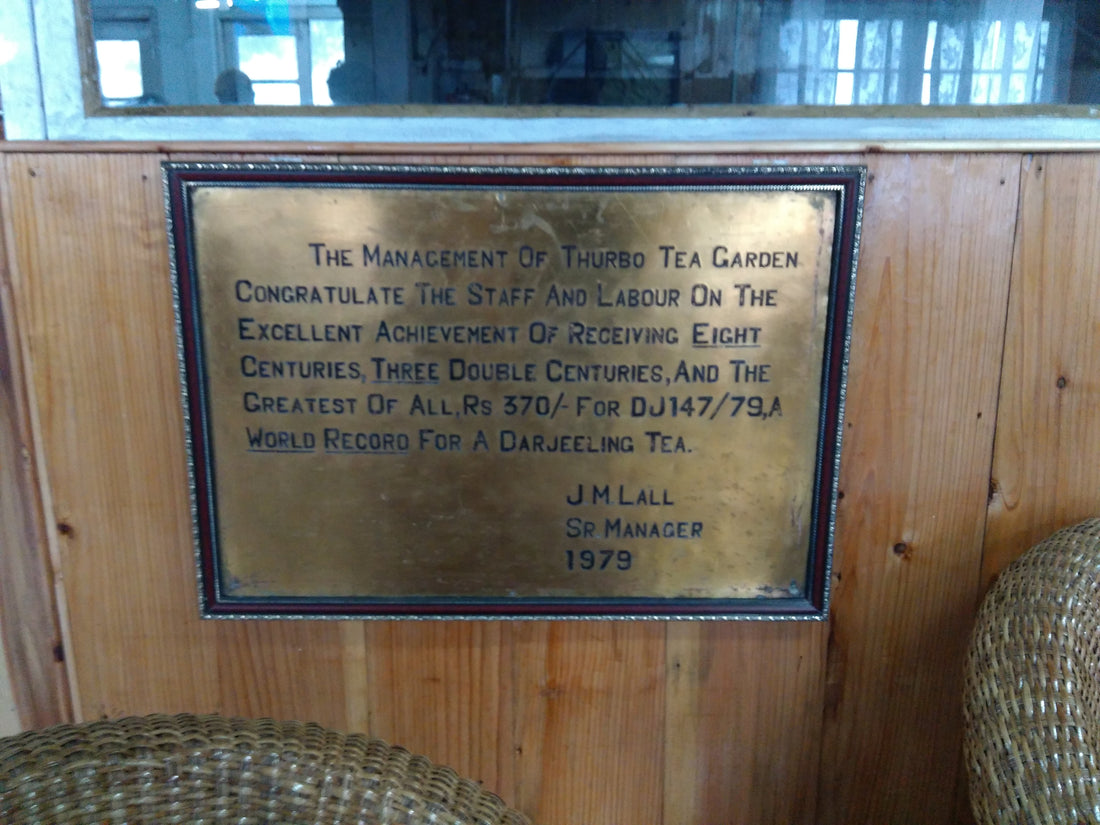 The Management Of Thurbo Tea Garden
Congratulate The Staff And Labour On The
Excellent Achievement Of Receiving Eight
Centuries, Three Double Centuries, And The
Greatest Of All, Rs 370/- For DJ147/79, A
World Record For A Darjeeling Tea.
J M. Lall
Sr. Manager
1979